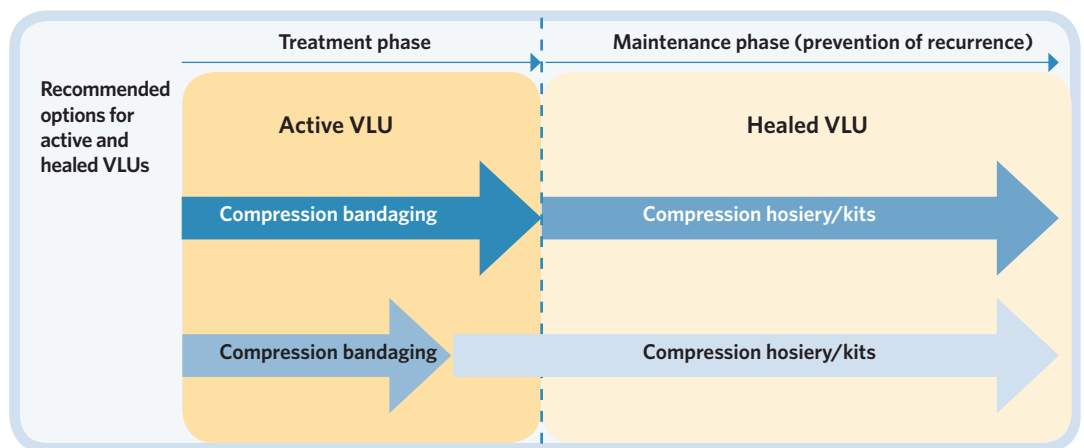 Treatment phase
Maintenance phase (prevention of recurrence)
Recommended
options for
active and
healed VLUs
Active VLU
Healed VLU
Compression bandaging
Compression hosiery/kits
Compression bandaging
Compression hosiery/kits